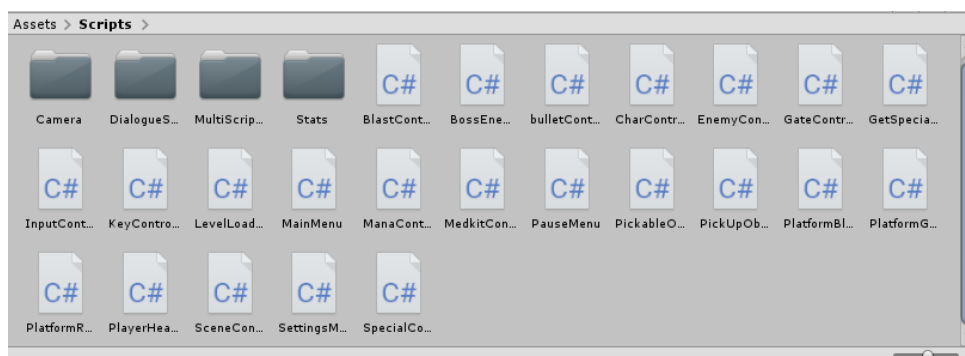 Assets > Scripts >
C# C# C# C# C# C# C#
Camera DialogueS... MultiScrip... Stats BlastCont... BossEne... bulletCont... CharContr... EnemyCon... GateContr... GetSpecia...
C# C# C# C# C# C# C# C# C# C# C#
InputCont... KeyContro... LevelLoad... MainMenu ManaCont... MedkitCon... PauseMenu PickableO... PickUpOb... PlatformBl... PlatformG...
C# C# C# C# C#
PlatformR... PlayerHea... SceneCon... SettingsM... SpecialCo...